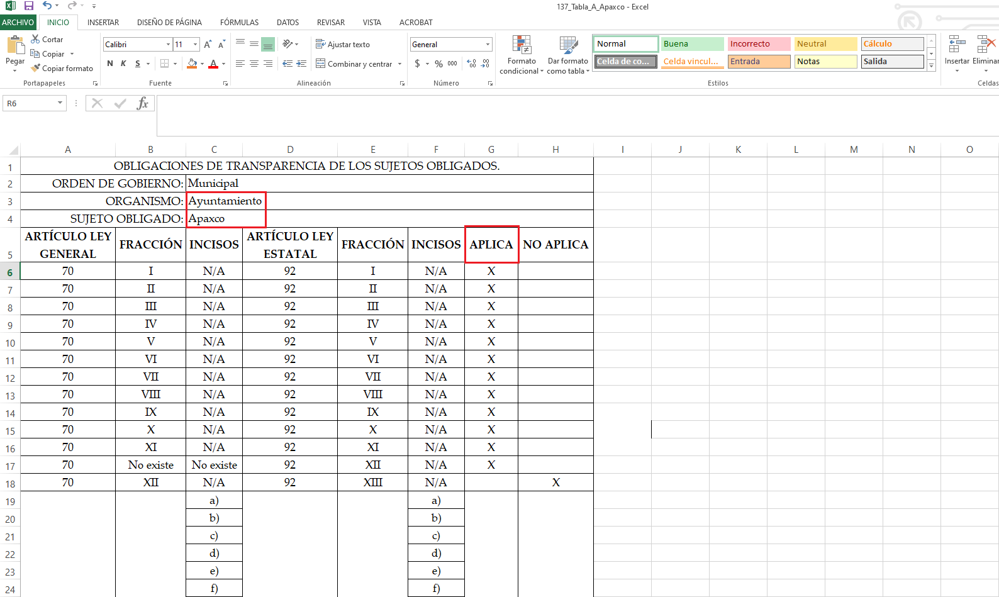 137_Tabla_A_Apaxco - Excel
ARCHIVO INICIO INSERTAR DISEÑO DE PÁGINA FÓRMULAS DATOS REVISAR VISTA ACROBAT
Pegar
Cortar
Copiar
Copiar formato
Portapapeles
Calibri 11
N K S
Fuente
Ajustar texto
Combinar y centrar
Alineación
General
$ % 000
Número
Formato condicional
Dar formato como tabla
Normal Buena Incorrecto Neutral Cálculo
Celda de co... Celda vincul... Entrada Notas Salida
Estilos
Insertar Eliminar
Celdas
R6 fx
A B C D E F G H I J K L M N O
1 OBLIGACIONES DE TRANSPARENCIA DE LOS SUJETOS OBLIGADOS.
2 ORDEN DE GOBIERNO: Municipal
3 ORGANISMO: Ayuntamiento
4 SUJETO OBLIGADO: Apaxco
5 ARTÍCULO LEY GENERAL FRACCIÓN INCISOS ARTÍCULO LEY ESTATAL FRACCIÓN INCISOS APLICA NO APLICA
6 70 I N/A 92 I N/A X
7 70 II N/A 92 II N/A X
8 70 III N/A 92 III N/A X
9 70 IV N/A 92 IV N/A X
10 70 V N/A 92 V N/A X
11 70 VI N/A 92 VI N/A X
12 70 VII N/A 92 VII N/A X
13 70 VIII N/A 92 VIII N/A X
14 70 IX N/A 92 IX N/A X
15 70 X N/A 92 X N/A X
16 70 XI N/A 92 XI N/A X
17 70 No existe No existe 92 XII N/A X
18 70 XII N/A 92 XIII N/A X
19 a) a)
20 b) b)
21 c) c)
22 d) d)
23 e) e)
24 f) f)